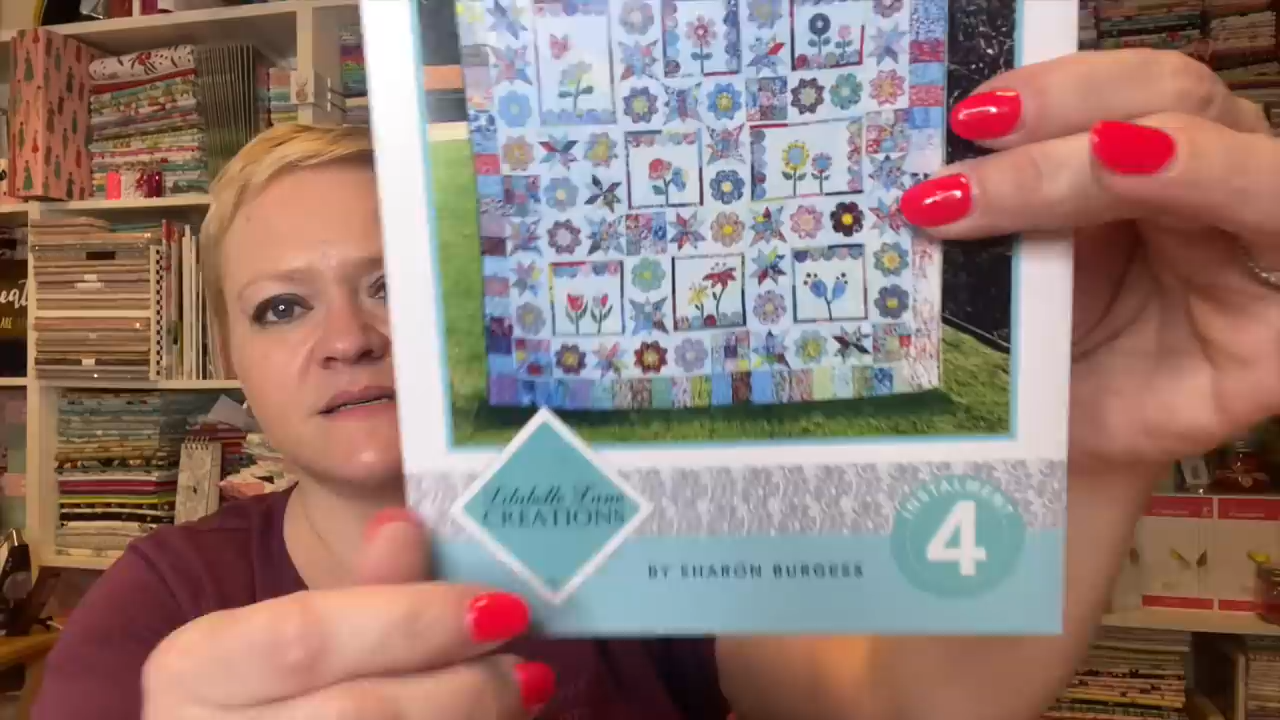 Lilabelle Lane
CREATIONS
BY SHARON BURGESS
INSTALMENT
4